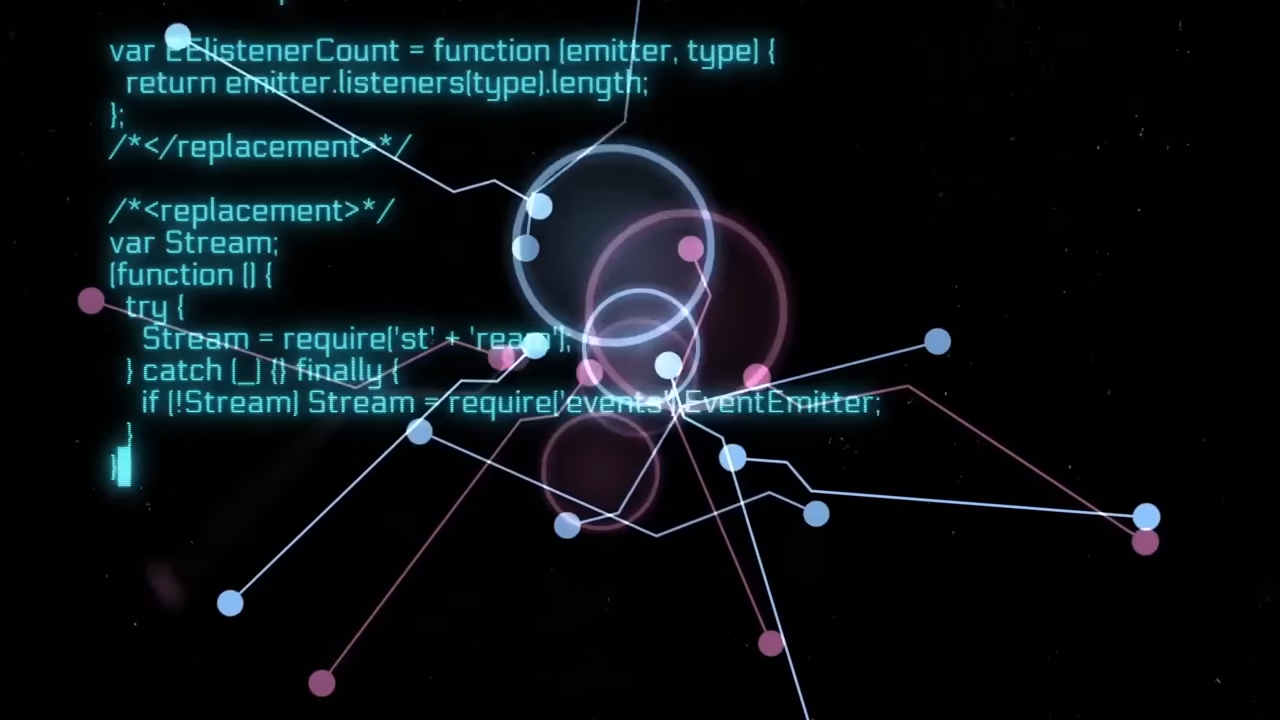 var EElistenerCount = function (emitter, type) {
return emitter.listeners(type).length;
};
/*</replacement>*/
/*<replacement>*/
var Stream;
(function () {
try {
Stream = require('st' + 'ream');
} catch (_) {} finally {
if (!Stream) Stream = require('events').EventEmitter;
}
}